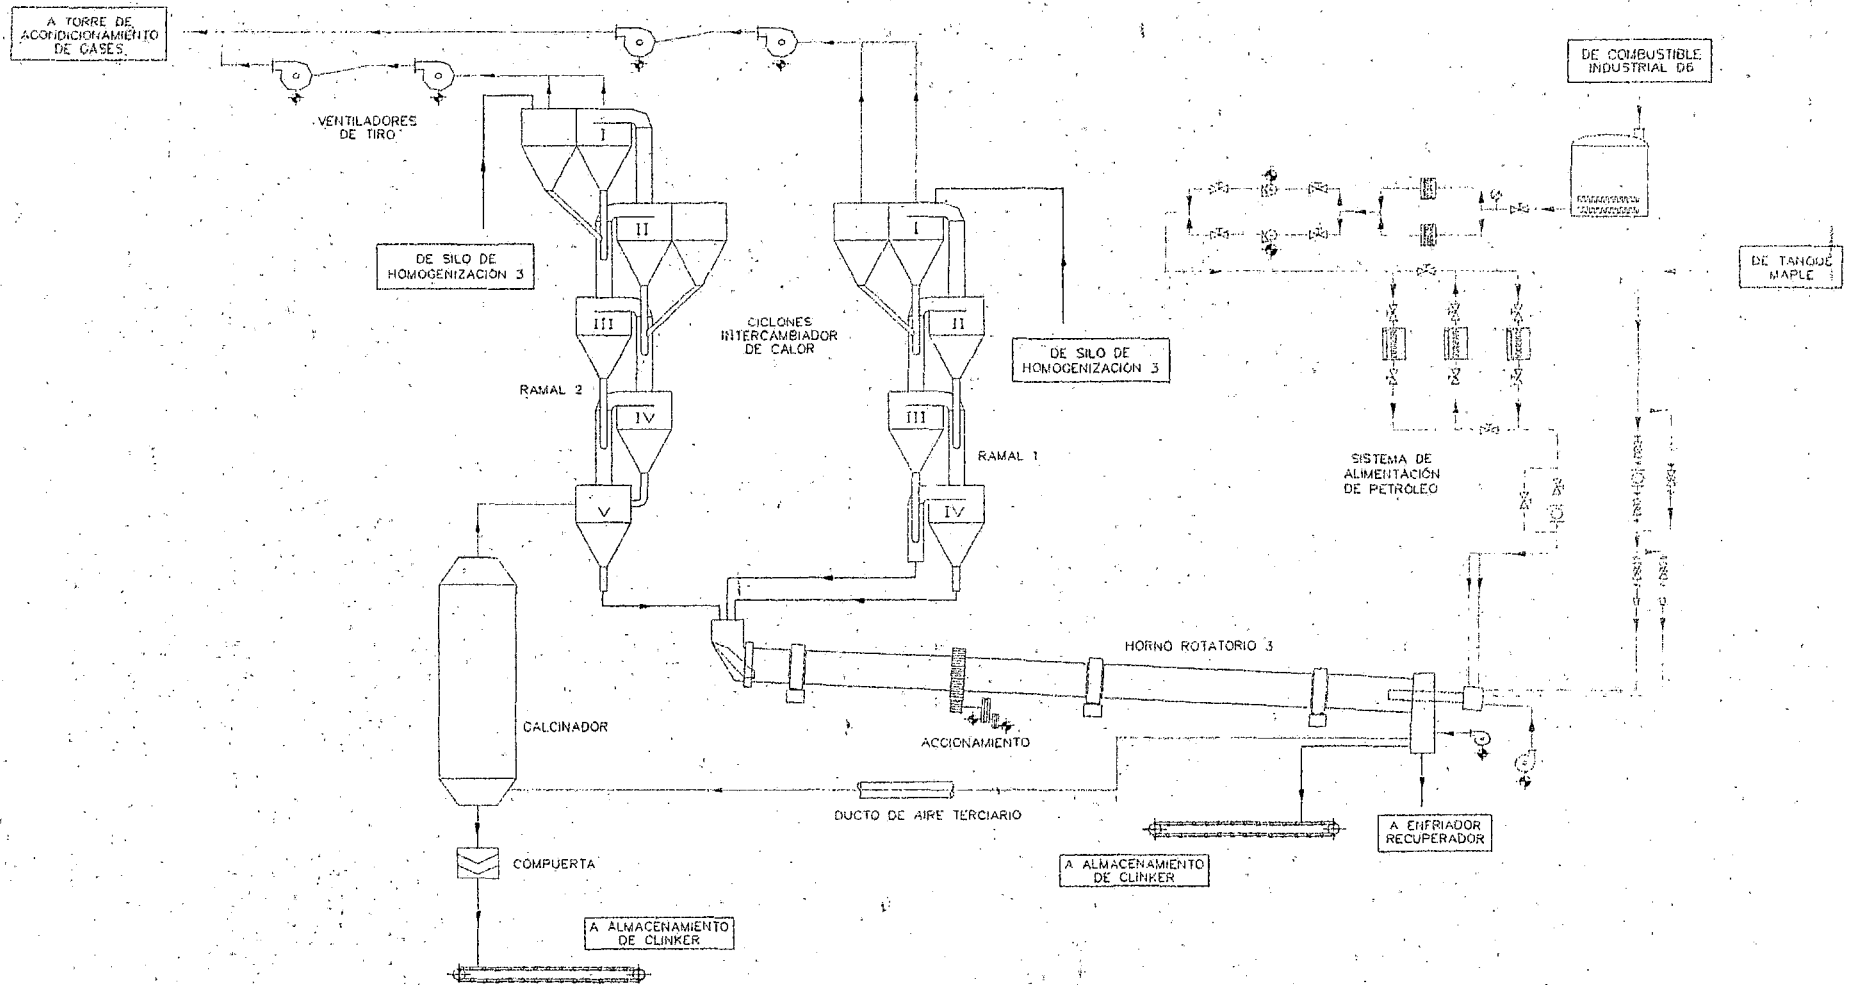 A TORRE DE
ACONDICIONAMIENTO
DE GASES
VENTILADORES
DE TIRO
DE COMBUSTIBLE
INDUSTRIAL D6
I
II
III
IV
V
DE SILO DE
HOMOGENIZACIÓN 3
RAMAL 2
CICLONES
INTERCAMBIADOR
DE CALOR
I
II
III
IV
DE SILO DE
HOMOGENIZACIÓN 3
RAMAL 1
DE TANQUE
MAPLE
SISTEMA DE
ALIMENTACIÓN
DE PETRÓLEO
HORNO ROTATORIO 3
CALCINADOR
ACCIONAMIENTO
DUCTO DE AIRE TERCIARIO
A ENFRIADOR
RECUPERADOR
COMPUERTA
A ALMACENAMIENTO
DE CLINKER
A ALMACENAMIENTO
DE CLINKER